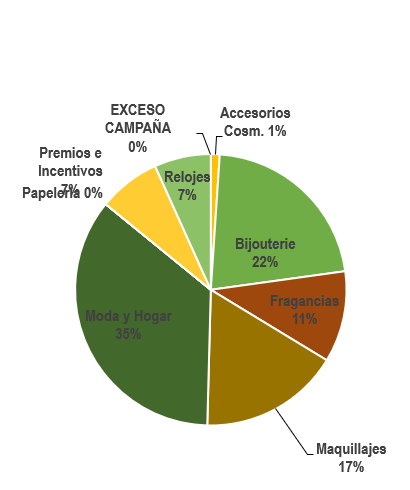 EXCESO
CAMPAÑA
0%
Accesorios
Cosm. 1%
Premios e
Incentivos
7%
Papelería 0%
Relojes
7%
Bijouterie
22%
Fragancias
11%
Moda y Hogar
35%
Maquillajes
17%